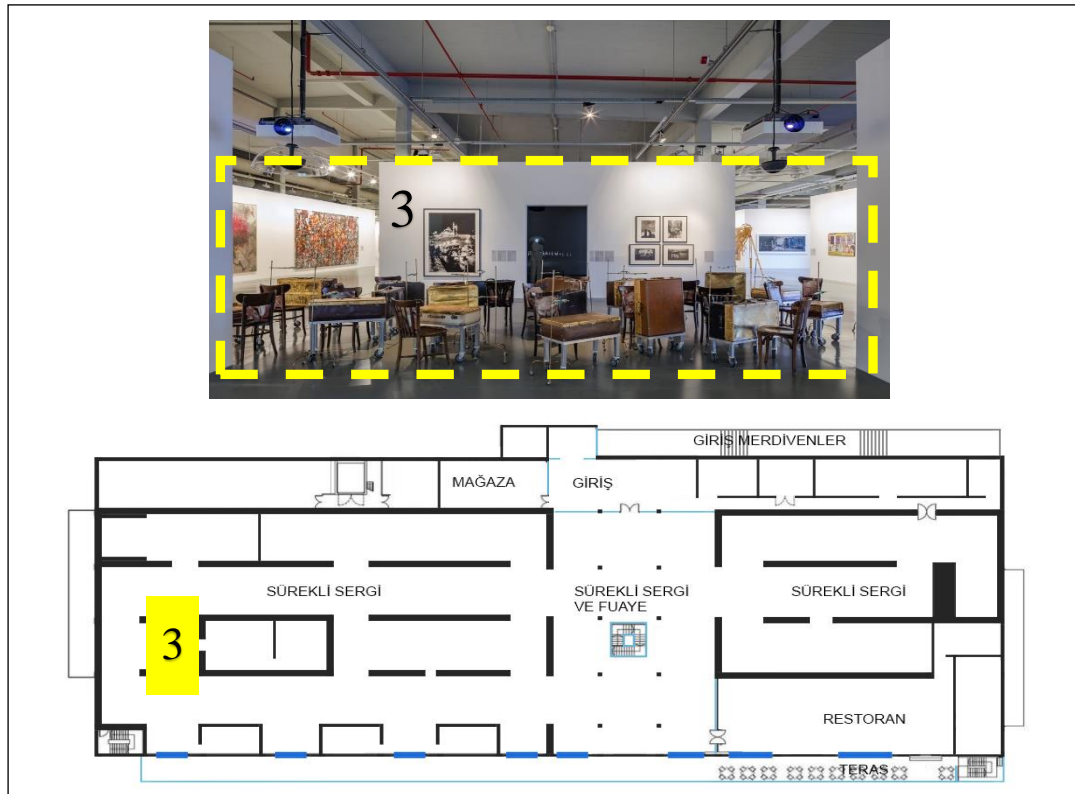 3
GİRİŞ MERDİVENLER
MAĞAZA
GİRİŞ
SÜREKLİ SERGİ
SÜREKLİ SERGİ
VE FUAYE
SÜREKLİ SERGİ
3
RESTORAN
TERAS